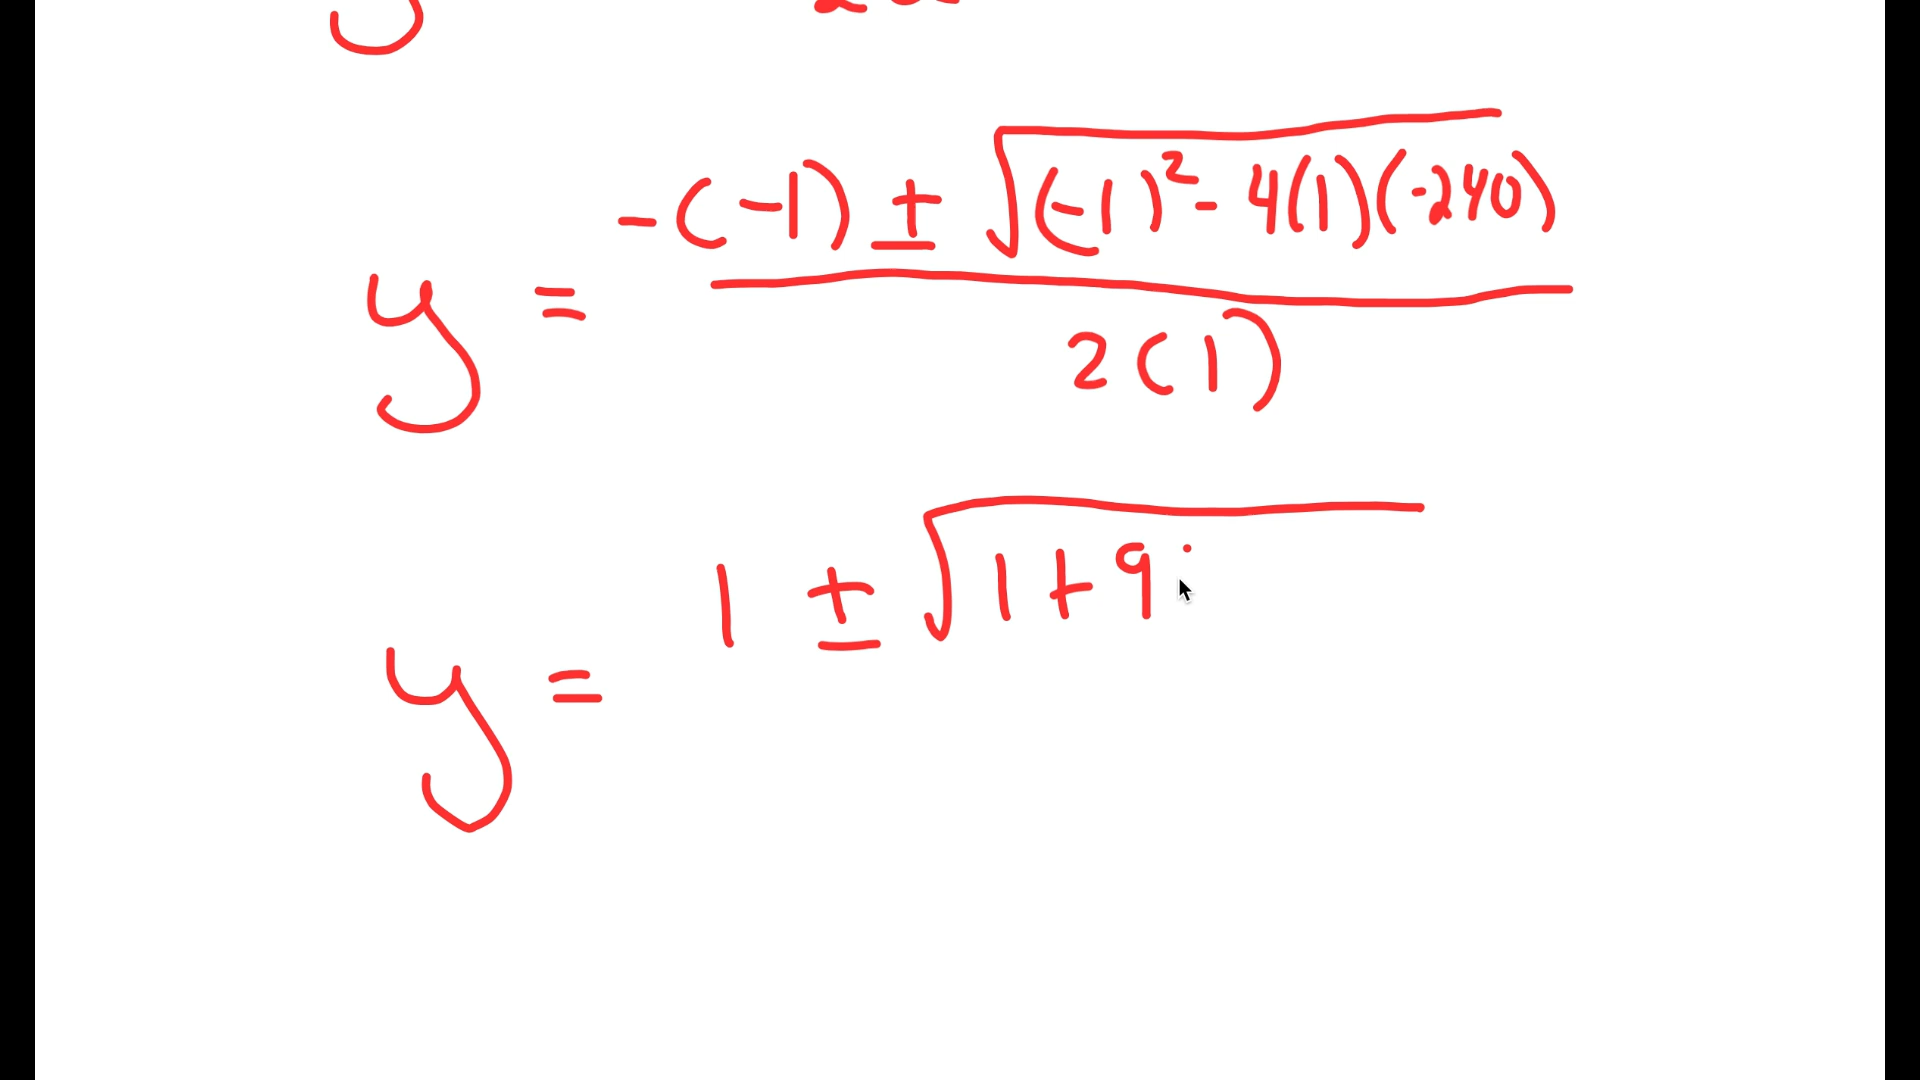 y = -(-1) ± √((-1)² - 4(1)(-240)) / 2(1)
y = 1 ± √(1 + 9